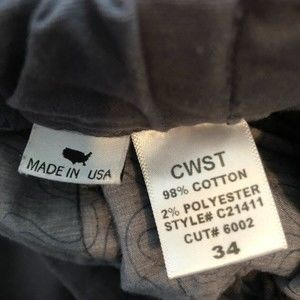 MADE IN USA
CWST
98% COTTON
2% POLYESTER
STYLE# C21411
CUT# 6002
34